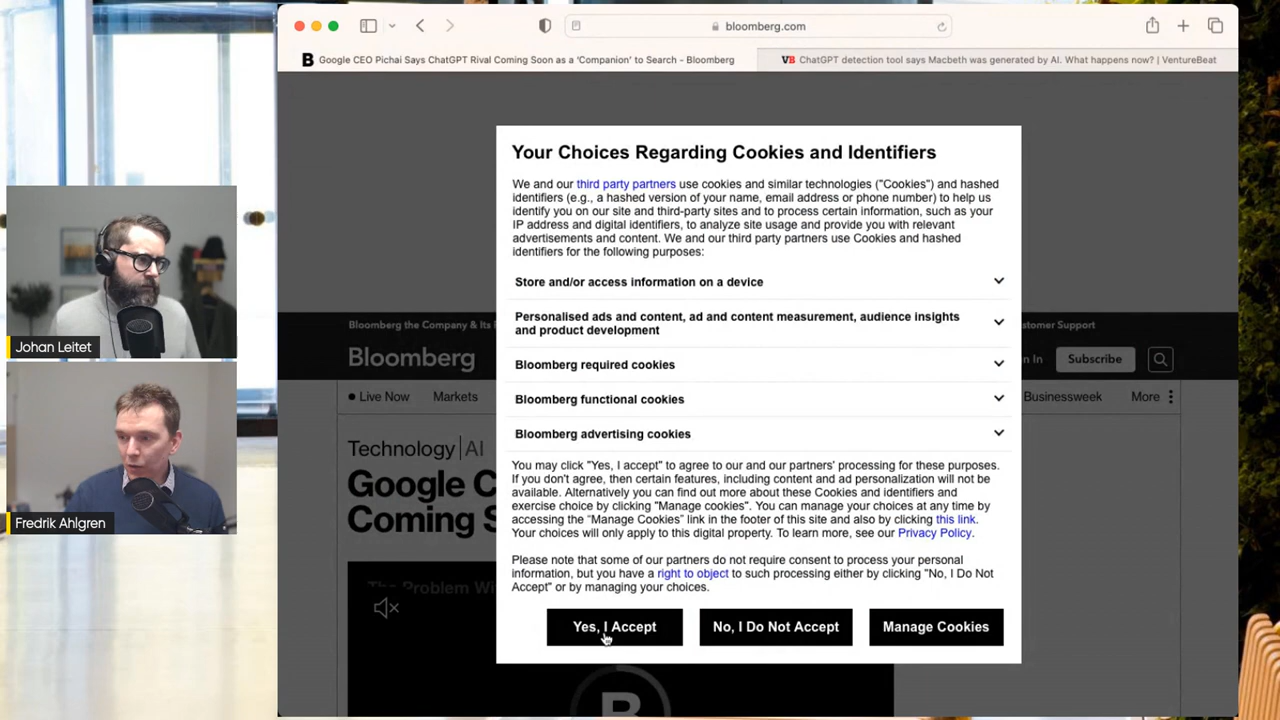 bloomberg.com
Google CEO Pichai Says ChatGPT Rival Coming Soon as a 'Companion' to Search - Bloomberg
VB ChatGPT detection tool says Macbeth was generated by AI. What happens now? | VentureBeat
Your Choices Regarding Cookies and Identifiers
We and our third party partners use cookies and similar technologies ("Cookies") and hashed
identifiers (e.g., a hashed version of your name, email address or phone number) to help us
identify you on our site and third-party sites and to process certain information, such as your
IP address and digital identifiers, to analyze site usage and provide you with relevant
advertisements and content. We and our third party partners use Cookies and hashed
identifiers for the following purposes:
Store and/or access information on a device
Personalised ads and content, ad and content measurement, audience insights
and product development
Bloomberg required cookies
Bloomberg functional cookies
Bloomberg advertising cookies
You may click "Yes, I accept" to agree to our and our partners' processing for these purposes.
If you don't agree, then certain features, including content and ad personalization will not be
available. Alternatively you can find out more about these Cookies and identifiers and
exercise choice by clicking "Manage cookies". You can manage your choices at any time by
accessing the "Manage Cookies" link in the footer of this site and also by clicking this link.
Your choices will only apply to this digital property. To learn more, see our Privacy Policy.
Please note that some of our partners do not require consent to process your personal
information, but you have a right to object to such processing either by clicking "No, I Do Not
Accept" or by managing your choices.
Yes, I Accept
No, I Do Not Accept
Manage Cookies
Bloomberg the Company & Its
Customer Support
Bloomberg
In
Subscribe
Live Now
Markets
Businessweek
More
Technology | AI
Google C
Coming S
The Problem Wi
B
Johan Leitet
Fredrik Ahlgren